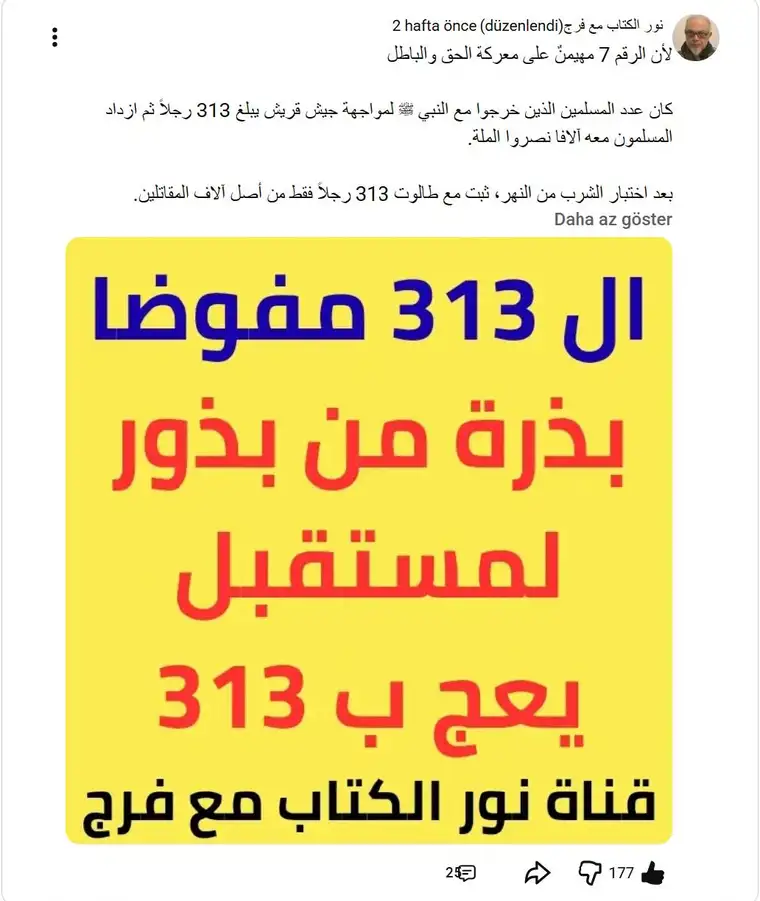 نور الكتاب مع فرج(düzenlendi) 2 hafta önce
لأن الرقم 7 مهيمنٌ على معركة الحق والباطل
كان عدد المسلمين الذين خرجوا مع النبي ﷺ لمواجهة جيش قريش يبلغ 313 رجلاً ثم ازداد
المسلمون معه آلافا نصروا الملة.
بعد اختبار الشرب من النهر، ثبت مع طالوت 313 رجلاً فقط من أصل آلاف المقاتلين.
Daha az göster
ال 313 مفوضا
بذرة من بذور
لمستقبل
يعج ب 313
قناة نور الكتاب مع فرج
177
25